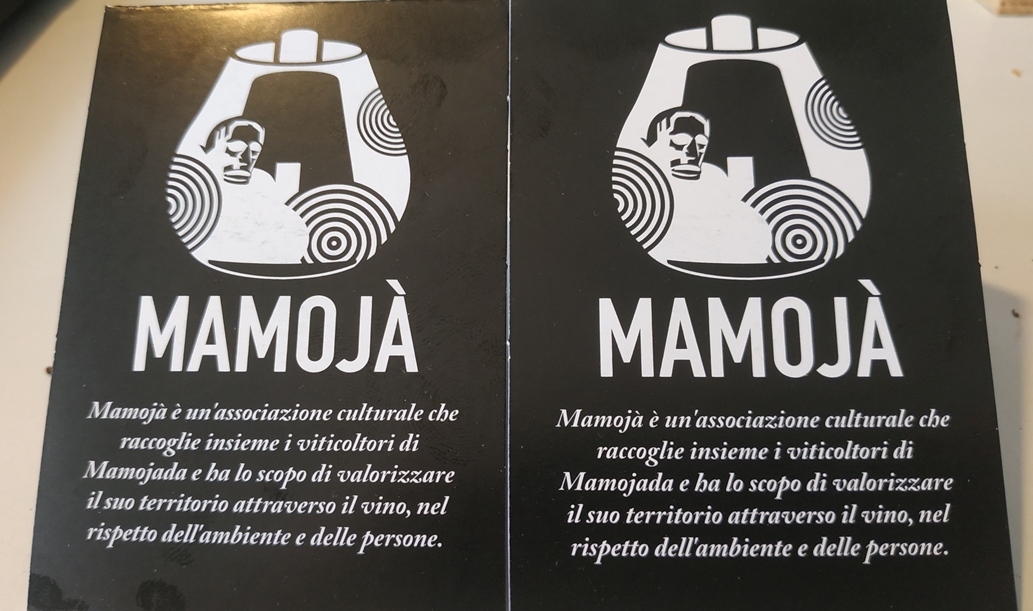 MAMOJÀ
Mamojà è un'associazione culturale che
raccoglie insieme i viticoltori di
Mamojada e ha lo scopo di valorizzare
il suo territorio attraverso il vino, nel
rispetto dell'ambiente e delle persone.
MAMOJÀ
Mamojà è un'associazione culturale che
raccoglie insieme i viticoltori di
Mamojada e ha lo scopo di valorizzare
il suo territorio attraverso il vino, nel
rispetto dell'ambiente e delle persone.